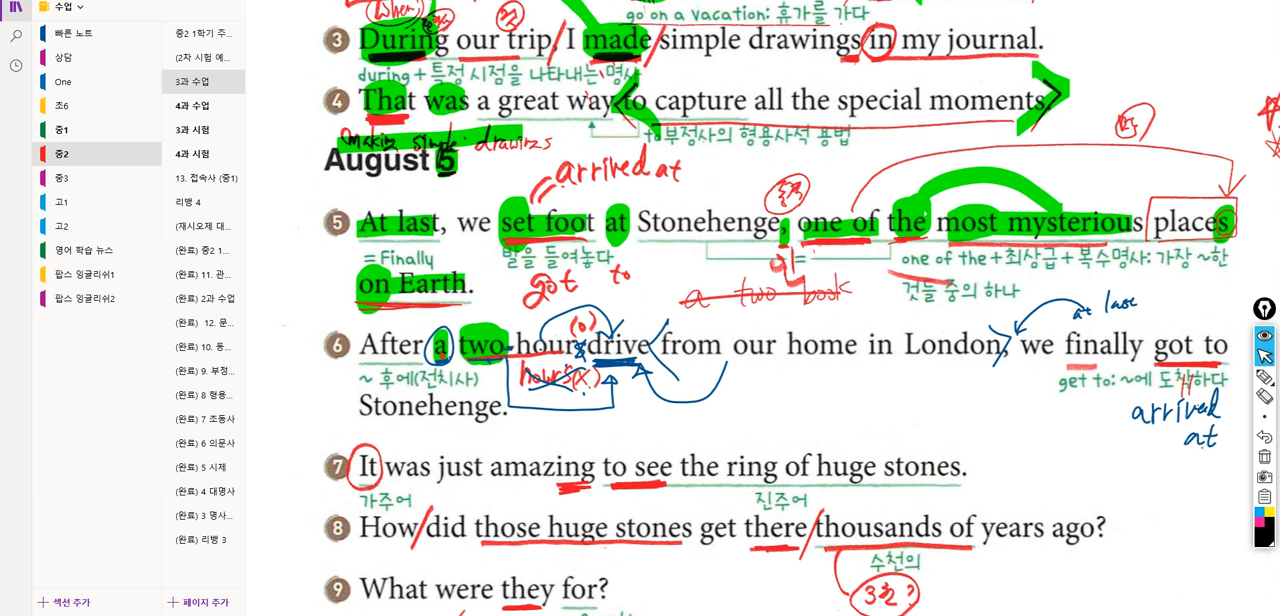 수업
빠른 노트
상담
One
초6
중1
중2
중3
고1
고2
영어 학습 뉴스
팝스 잉글리쉬1
팝스 잉글리쉬2
섹션 추가
중2 1학기 주...
(2차 시험 예...
3과 수업
4과 수업
3과 시험
4과 시험
13. 접속사 (중1)
리뱅 4
(재시오제 대...
(완료) 중2 1...
(완료) 11. 관...
(완료) 2과 수업
(완료) 12. 문...
(완료) 10. 동...
(완료) 9. 부정...
(완료) 8 형용...
(완료) 7 조동사
(완료) 6 의문사
(완료) 5 시제
(완료) 4 대명사
(완료) 3 명사...
(완료) 리뱅 3
페이지 추가
(when)
go on a vacation: 휴가를 가다
3 During our trip, I made simple drawings in my journal.
during + 특정 시점을 나타내는 명사
4 That was a great way to capture all the special moments.
to부정사의 형용사적 용법
making simple drawings
August 5
arrived at
5 At last, we set foot at Stonehenge, one of the most mysterious places
= Finally
발을 들여놓다
=
one of the + 최상급 + 복수명사: 가장 ~한
것들 중의 하나
on Earth.
got to
a two book
at last
(o)
6 After a two-hour drive from our home in London, we finally got to
~ 후에(전치사)
hours(x)
get to: ~에 도착하다
Stonehenge.
arrived
at
7 It was just amazing to see the ring of huge stones.
가주어
진주어
8 How did those huge stones get there thousands of years ago?
수천의
9 What were they for?